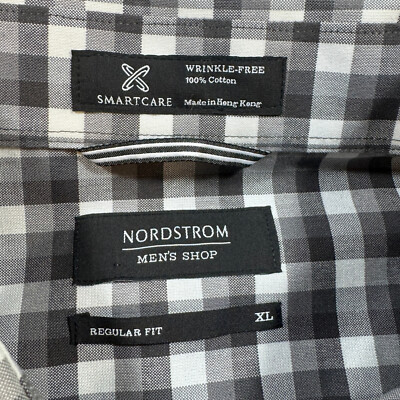 WRINKLE-FREE
100% Cotton
SMARTCARE
Made in Hong Kong
NORDSTROM
MEN'S SHOP
REGULAR FIT
XL